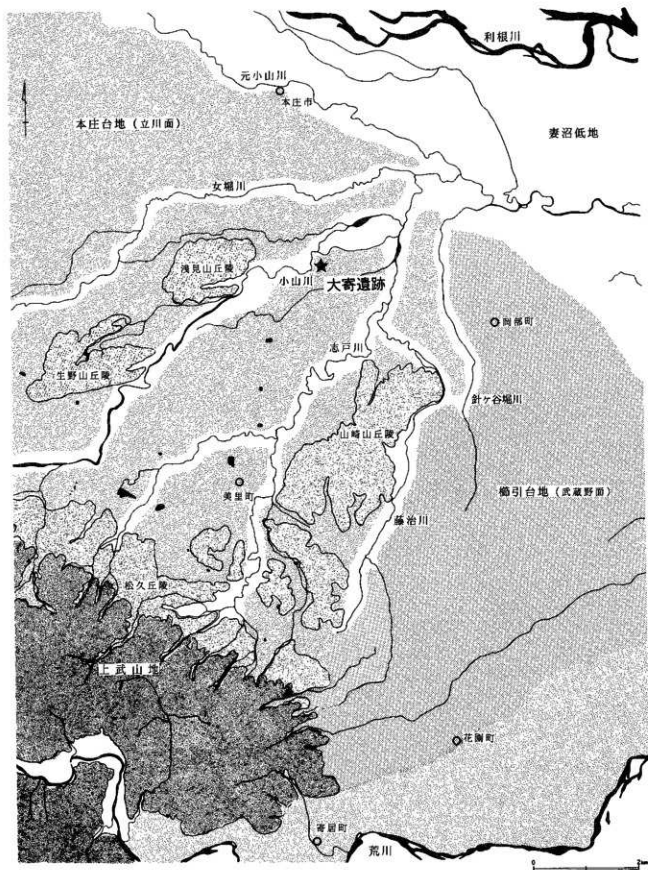 利根川
元小山川
本庄市
本庄台地(立川面)
妻沼低地
女堀川
浅見山丘陵
小山川
大寄遺跡
岡部町
志戸川
生野山丘陵
針ヶ谷堀川
山崎山丘陵
美里町
櫛引台地(武蔵野面)
藤治川
松久丘陵
上武山地
花園町
寄居町
荒川
0 2km